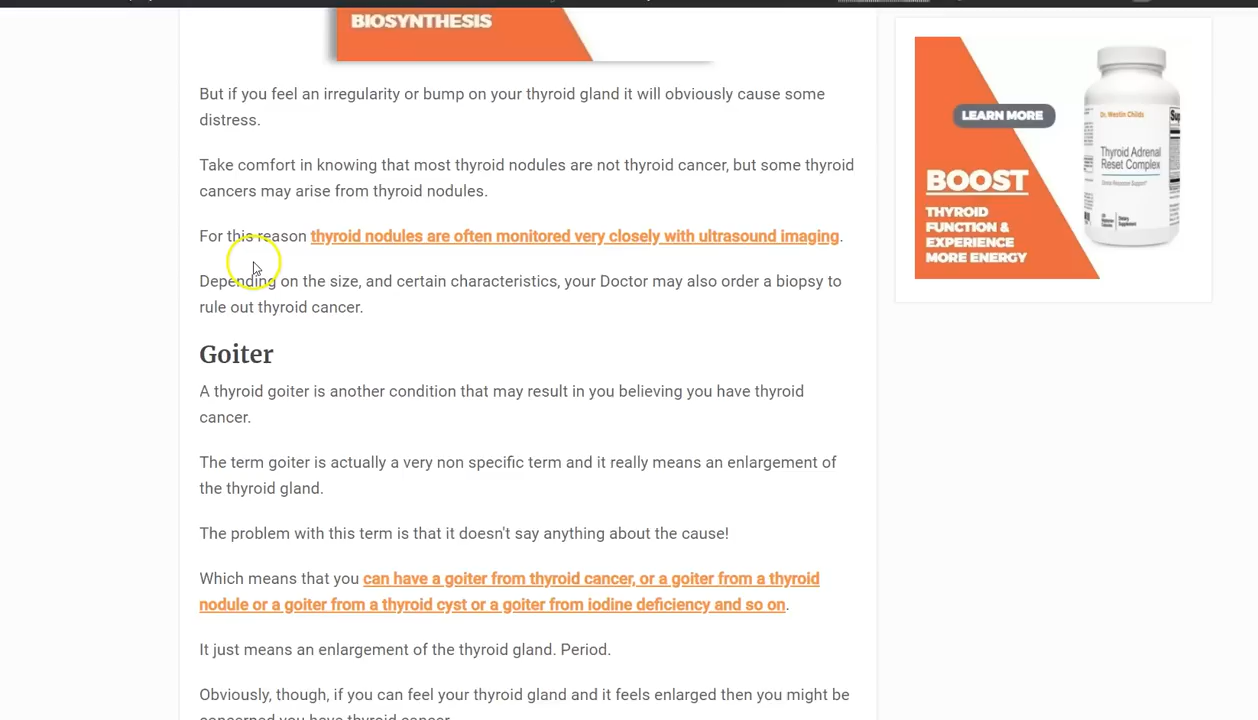 BIOSYNTHESIS
But if you feel an irregularity or bump on your thyroid gland it will obviously cause some
distress.
Take comfort in knowing that most thyroid nodules are not thyroid cancer, but some thyroid
cancers may arise from thyroid nodules.
For this reason thyroid nodules are often monitored very closely with ultrasound imaging.
Depending on the size, and certain characteristics, your Doctor may also order a biopsy to
rule out thyroid cancer.
Goiter
A thyroid goiter is another condition that may result in you believing you have thyroid
cancer.
The term goiter is actually a very non specific term and it really means an enlargement of
the thyroid gland.
The problem with this term is that it doesn't say anything about the cause!
Which means that you can have a goiter from thyroid cancer, or a goiter from a thyroid
nodule or a goiter from a thyroid cyst or a goiter from iodine deficiency and so on.
It just means an enlargement of the thyroid gland. Period.
Obviously, though, if you can feel your thyroid gland and it feels enlarged then you might be
concerned you have thyroid cancer
LEARN MORE
BOOST
THYROID
FUNCTION &
EXPERIENCE
MORE ENERGY
Dr. Westin Childs
Thyroid Adrenal
Reset Complex